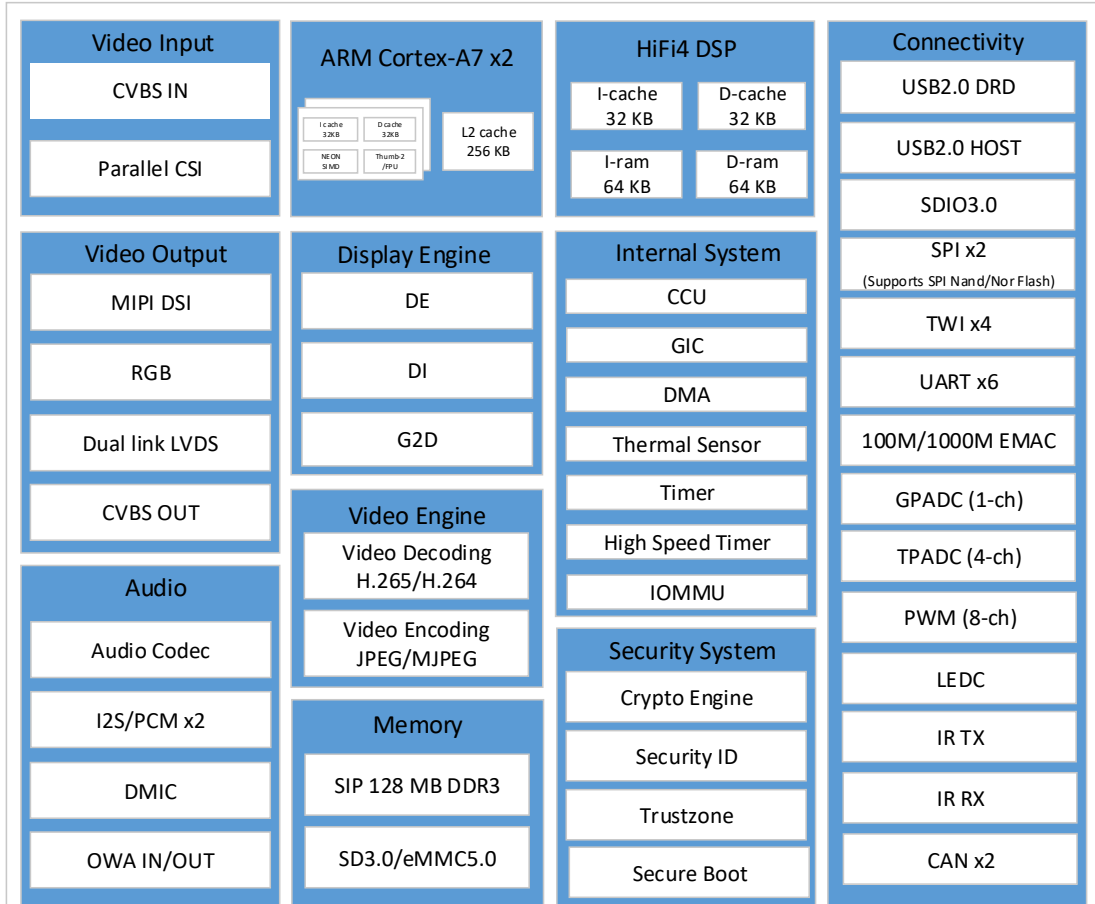 Video Input
CVBS IN
Parallel CSI
ARM Cortex-A7 x2
I cache
32KB
D cache
32KB
NEON
SIMD
Thumb-2
/FPU
L2 cache
256 KB
HiFi4 DSP
I-cache
32 KB
D-cache
32 KB
I-ram
64 KB
D-ram
64 KB
Connectivity
USB2.0 DRD
USB2.0 HOST
SDIO3.0
SPI x2
(Supports SPI Nand/Nor Flash)
TWI x4
UART x6
100M/1000M EMAC
GPADC (1-ch)
TPADC (4-ch)
PWM (8-ch)
LEDC
IR TX
IR RX
CAN x2
Video Output
MIPI DSI
RGB
Dual link LVDS
CVBS OUT
Display Engine
DE
DI
G2D
Internal System
CCU
GIC
DMA
Thermal Sensor
Timer
High Speed Timer
IOMMU
Video Engine
Video Decoding
H.265/H.264
Video Encoding
JPEG/MJPEG
Audio
Audio Codec
I2S/PCM x2
DMIC
OWA IN/OUT
Memory
SIP 128 MB DDR3
SD3.0/eMMC5.0
Security System
Crypto Engine
Security ID
Trustzone
Secure Boot